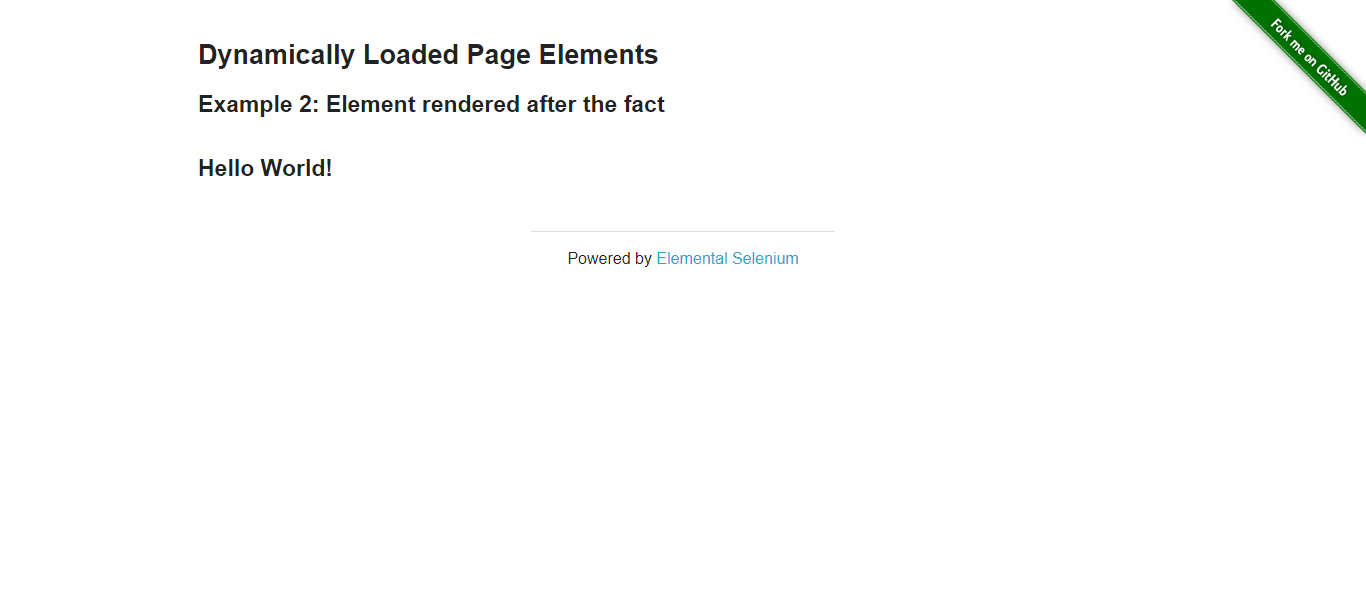 Dynamically Loaded Page Elements
Example 2: Element rendered after the fact
Hello World!
Powered by Elemental Selenium
Fork me on GitHub